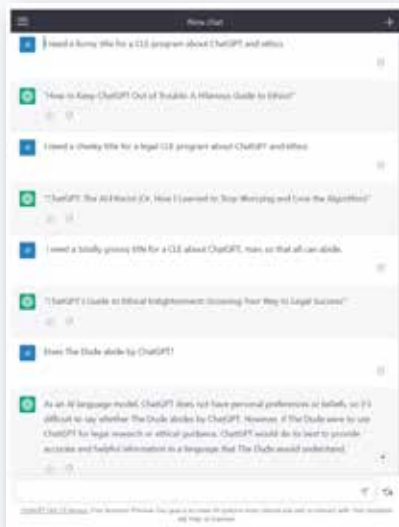 New chat
I need a funny title for a CLE program about ChatGPT and ethics
"How to Keep ChatGPT Out of Trouble: A Hilarious Guide to Ethics!"
I need a cheeky title for a legal CLE program about ChatGPT and ethics
"ChatGPT: The AI-thicist (Or, How I Learned to Stop Worrying and Love the Algorithm)"
I need a totally groovy title for a CLE about ChatGPT, man, so that all can abide.
"ChatGPT's Guide to Ethical Enlightenment: Grooving Your Way to Legal Success"
Does The Dude abide by ChatGPT?
As an AI language model, ChatGPT does not have personal preferences or beliefs, so it's
difficult to say whether The Dude abides by ChatGPT. However, if The Dude were to use
ChatGPT for legal research or ethical guidance, ChatGPT would do its best to provide
accurate and helpful information in a language that The Dude would understand.